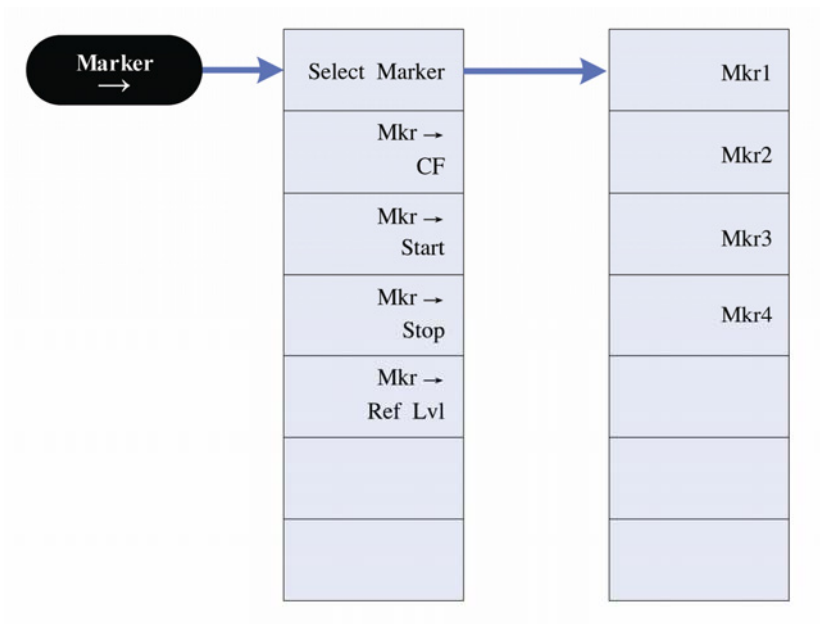 Marker
→
Select Marker
Mkr →
CF
Mkr →
Start
Mkr →
Stop
Mkr →
Ref Lvl
Mkr1
Mkr2
Mkr3
Mkr4